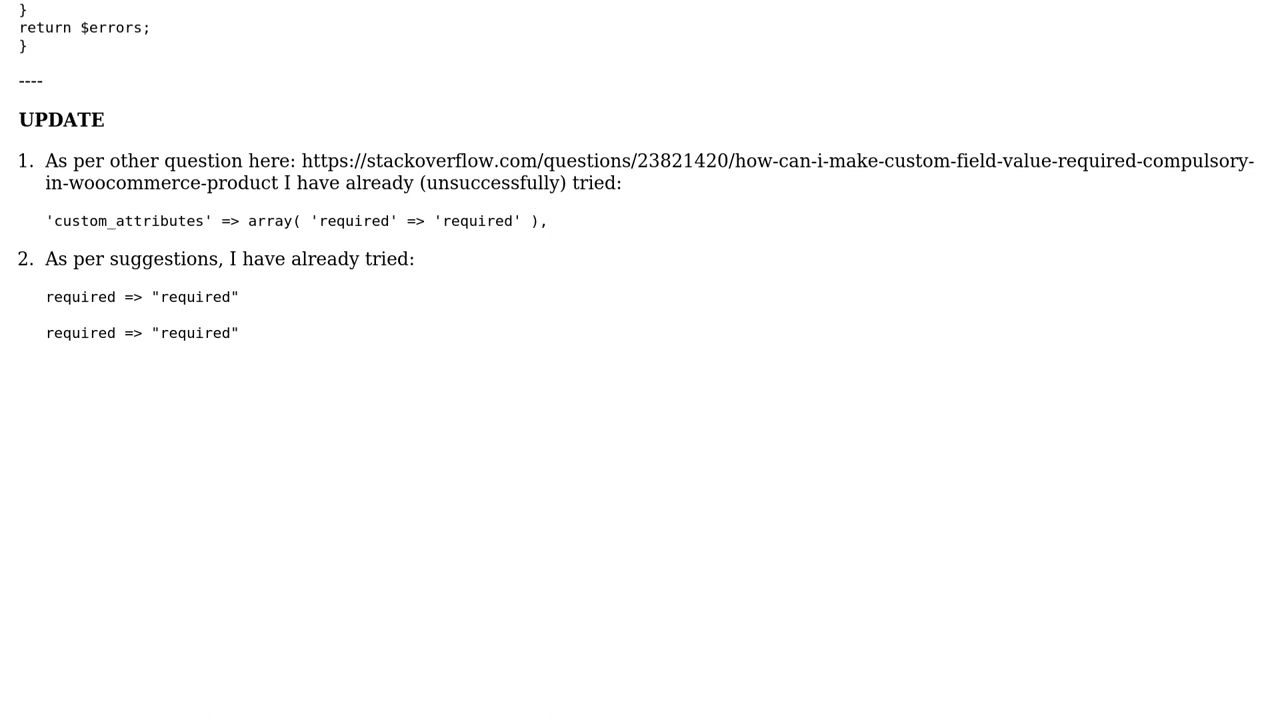 }
return $errors;
}
----
UPDATE
1. As per other question here: https://stackoverflow.com/questions/23821420/how-can-i-make-custom-field-value-required-compulsory-
in-woocommerce-product I have already (unsuccessfully) tried:
'custom_attributes' => array( 'required' => 'required' ),
2. As per suggestions, I have already tried:
required => "required"
required => "required"